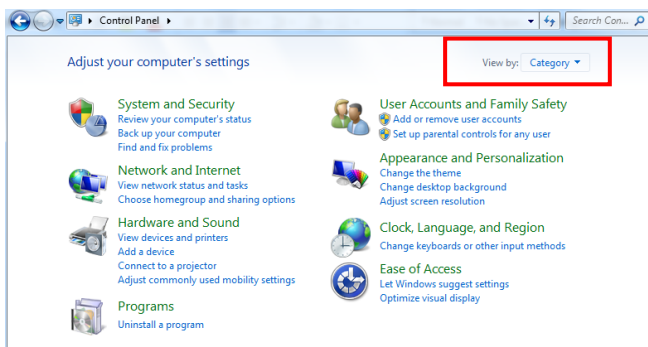 Control Panel
Search Con...
Adjust your computer's settings
View by: Category
System and Security
Review your computer's status
Back up your computer
Find and fix problems
Network and Internet
View network status and tasks
Choose homegroup and sharing options
Hardware and Sound
View devices and printers
Add a device
Connect to a projector
Adjust commonly used mobility settings
Programs
Uninstall a program
User Accounts and Family Safety
Add or remove user accounts
Set up parental controls for any user
Appearance and Personalization
Change the theme
Change desktop background
Adjust screen resolution
Clock, Language, and Region
Change keyboards or other input methods
Ease of Access
Let Windows suggest settings
Optimize visual display